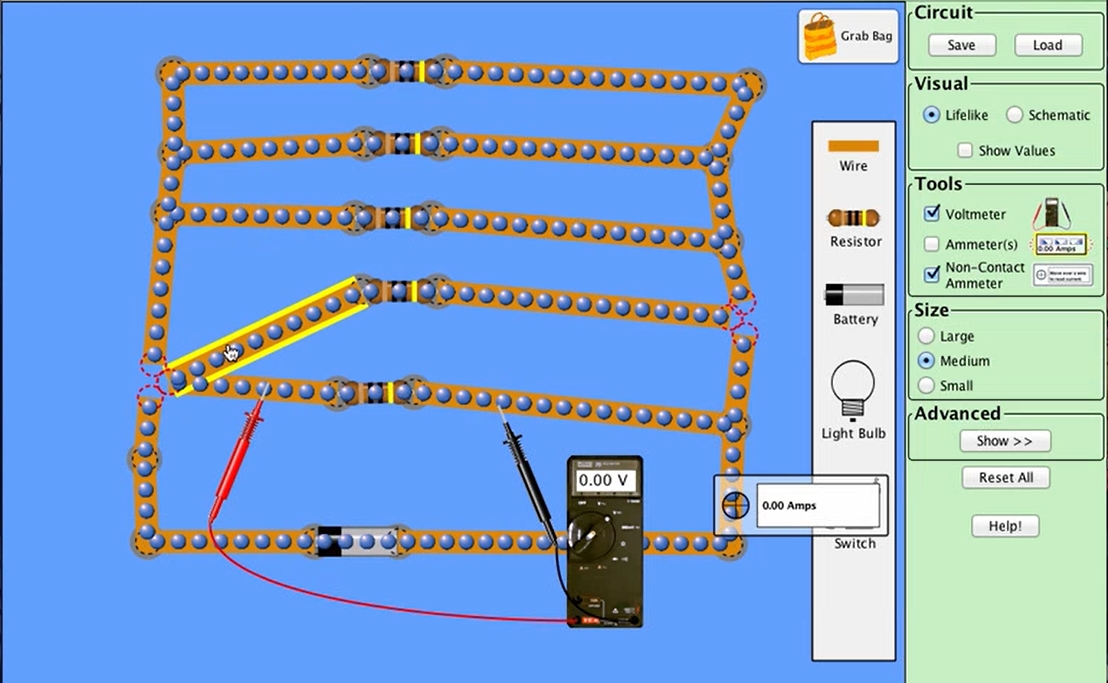 Grab Bag
Wire
Resistor
Battery
Light Bulb
Switch
0.00 V
0.00 Amps
Circuit
Save
Load
Visual
Lifelike
Schematic
Show Values
Tools
Voltmeter
Ammeter(s)
0.00 Amps
Non-Contact
Ammeter
Size
Large
Medium
Small
Advanced
Show >>
Reset All
Help!